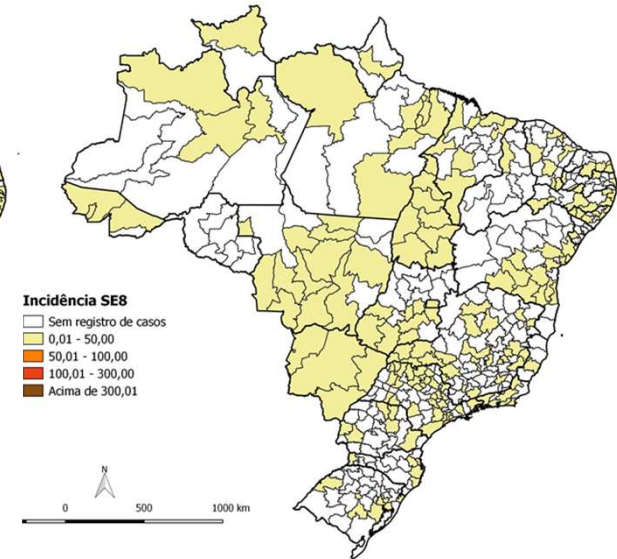 Incidência SE8
Sem registro de casos
0,01 - 50,00
50,01 - 100,00
100,01 - 300,00
Acima de 300,01
N
0 500 1000 km